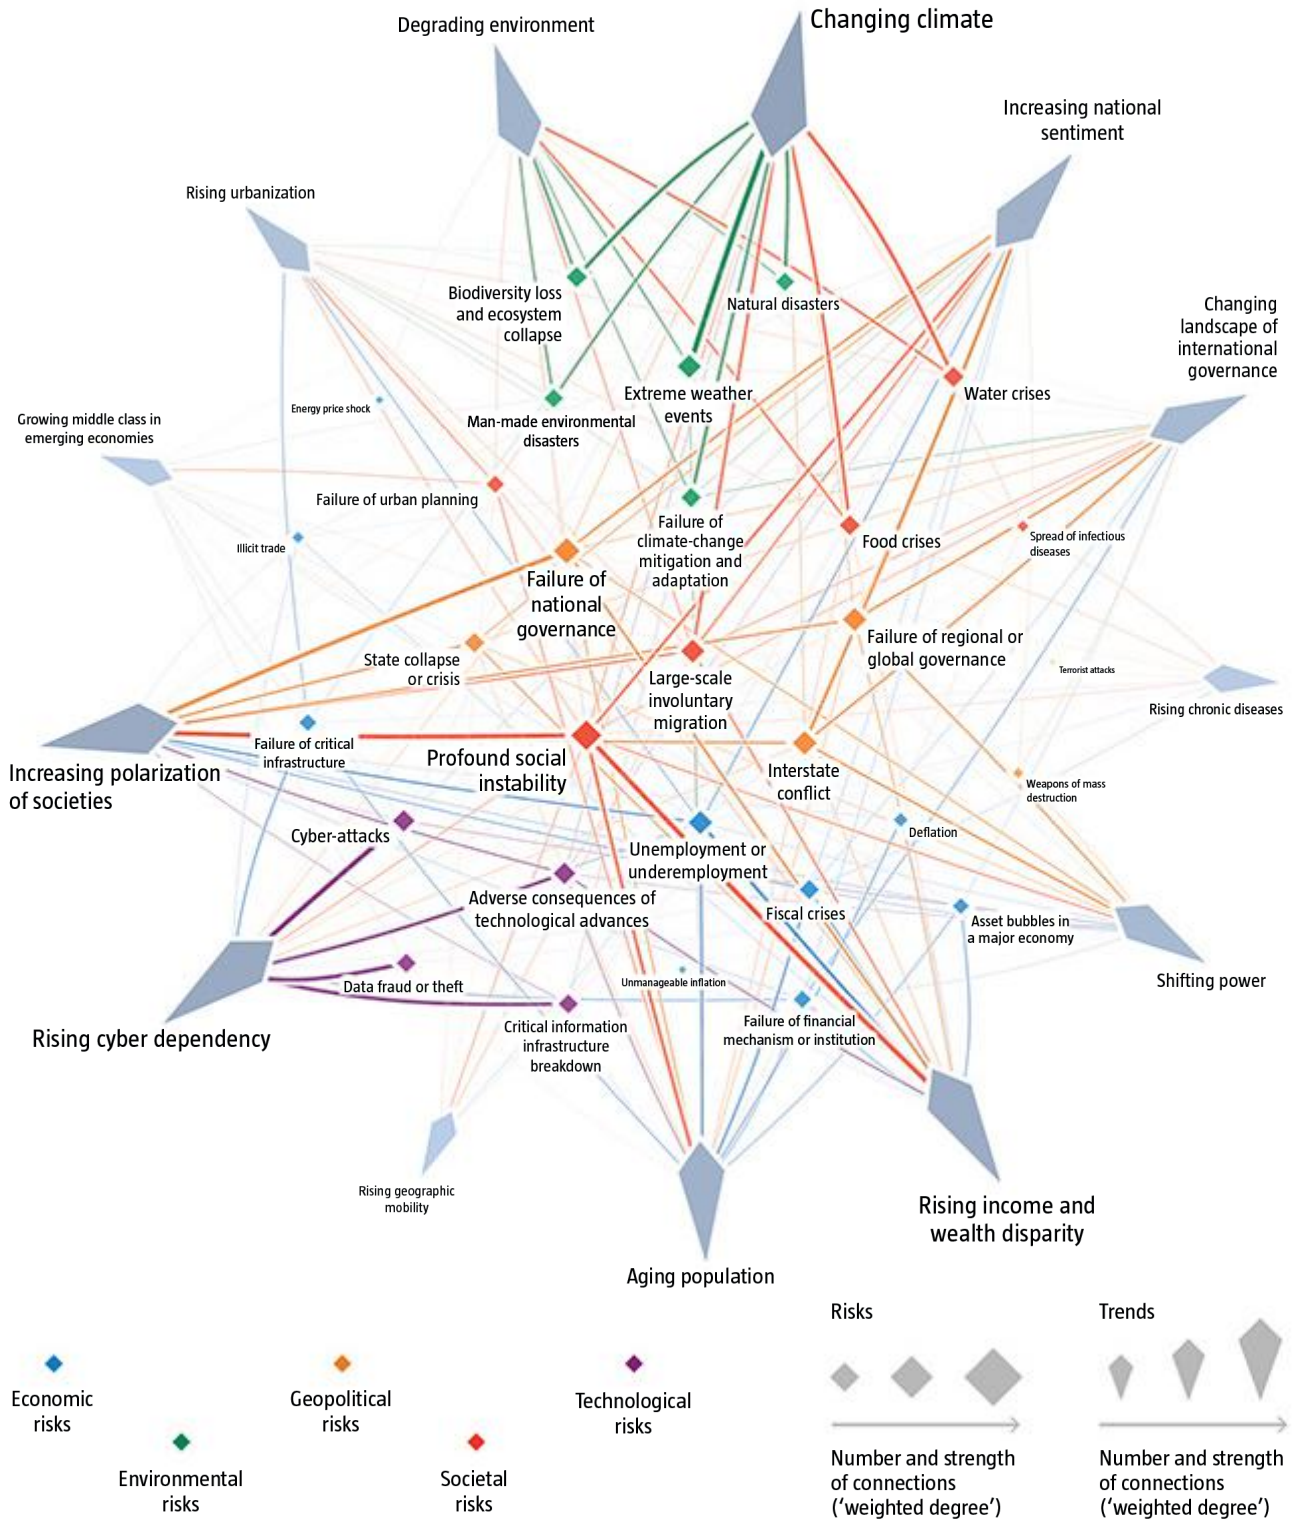 Degrading environment
Changing climate
Increasing national
sentiment
Rising urbanization
Biodiversity loss
and ecosystem
collapse
Natural disasters
Changing
landscape of
international
governance
Energy price shock
Extreme weather
events
Water crises
Growing middle class in
emerging economies
Man-made environmental
disasters
Failure of urban planning
Failure of
climate-change
mitigation and
adaptation
Food crises
Spread of infectious
diseases
Illicit trade
Failure of
national
governance
Failure of regional or
global governance
State collapse
or crisis
Large-scale
involuntary
migration
Terrorist attacks
Rising chronic diseases
Failure of critical
infrastructure
Profound social
instability
Interstate
conflict
Increasing polarization
of societies
Weapons of mass
destruction
Cyber-attacks
Deflation
Unemployment or
underemployment
Adverse consequences of
technological advances
Fiscal crises
Asset bubbles in
a major economy
Data fraud or theft
Unmanageable inflation
Shifting power
Critical information
infrastructure
breakdown
Failure of financial
mechanism or institution
Rising cyber dependency
Rising geographic
mobility
Rising income and
wealth disparity
Aging population
Risks
Trends
Economic
risks
Geopolitical
risks
Technological
risks
Environmental
risks
Societal
risks
Number and strength
of connections
(‘weighted degree’)
Number and strength
of connections
(‘weighted degree’)